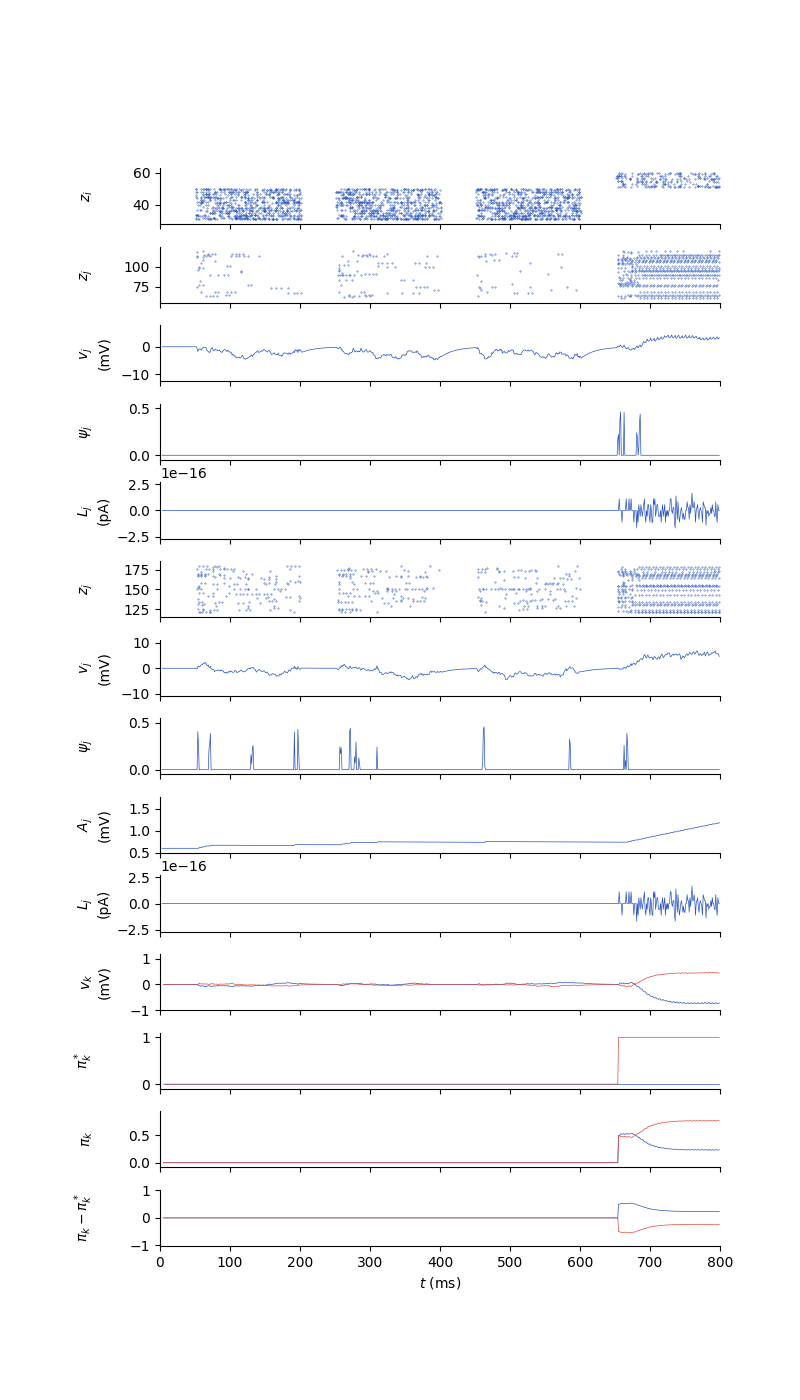 60
40
z_i
100
75
z_j
0
−10
v_j
(mV)
0.5
0.0
ψ_j
1e−16
2.5
0.0
−2.5
L_j
(pA)
175
150
125
z_j
10
0
−10
v_j
(mV)
0.5
0.0
ψ_j
1.5
1.0
0.5
A_j
(mV)
1e−16
2.5
0.0
−2.5
L_j
(pA)
1
0
−1
v_k
(mV)
1
0
π_k^*
0.5
0.0
π_k
1
0
−1
π_k − π_k^*
0 100 200 300 400 500 600 700 800
t (ms)